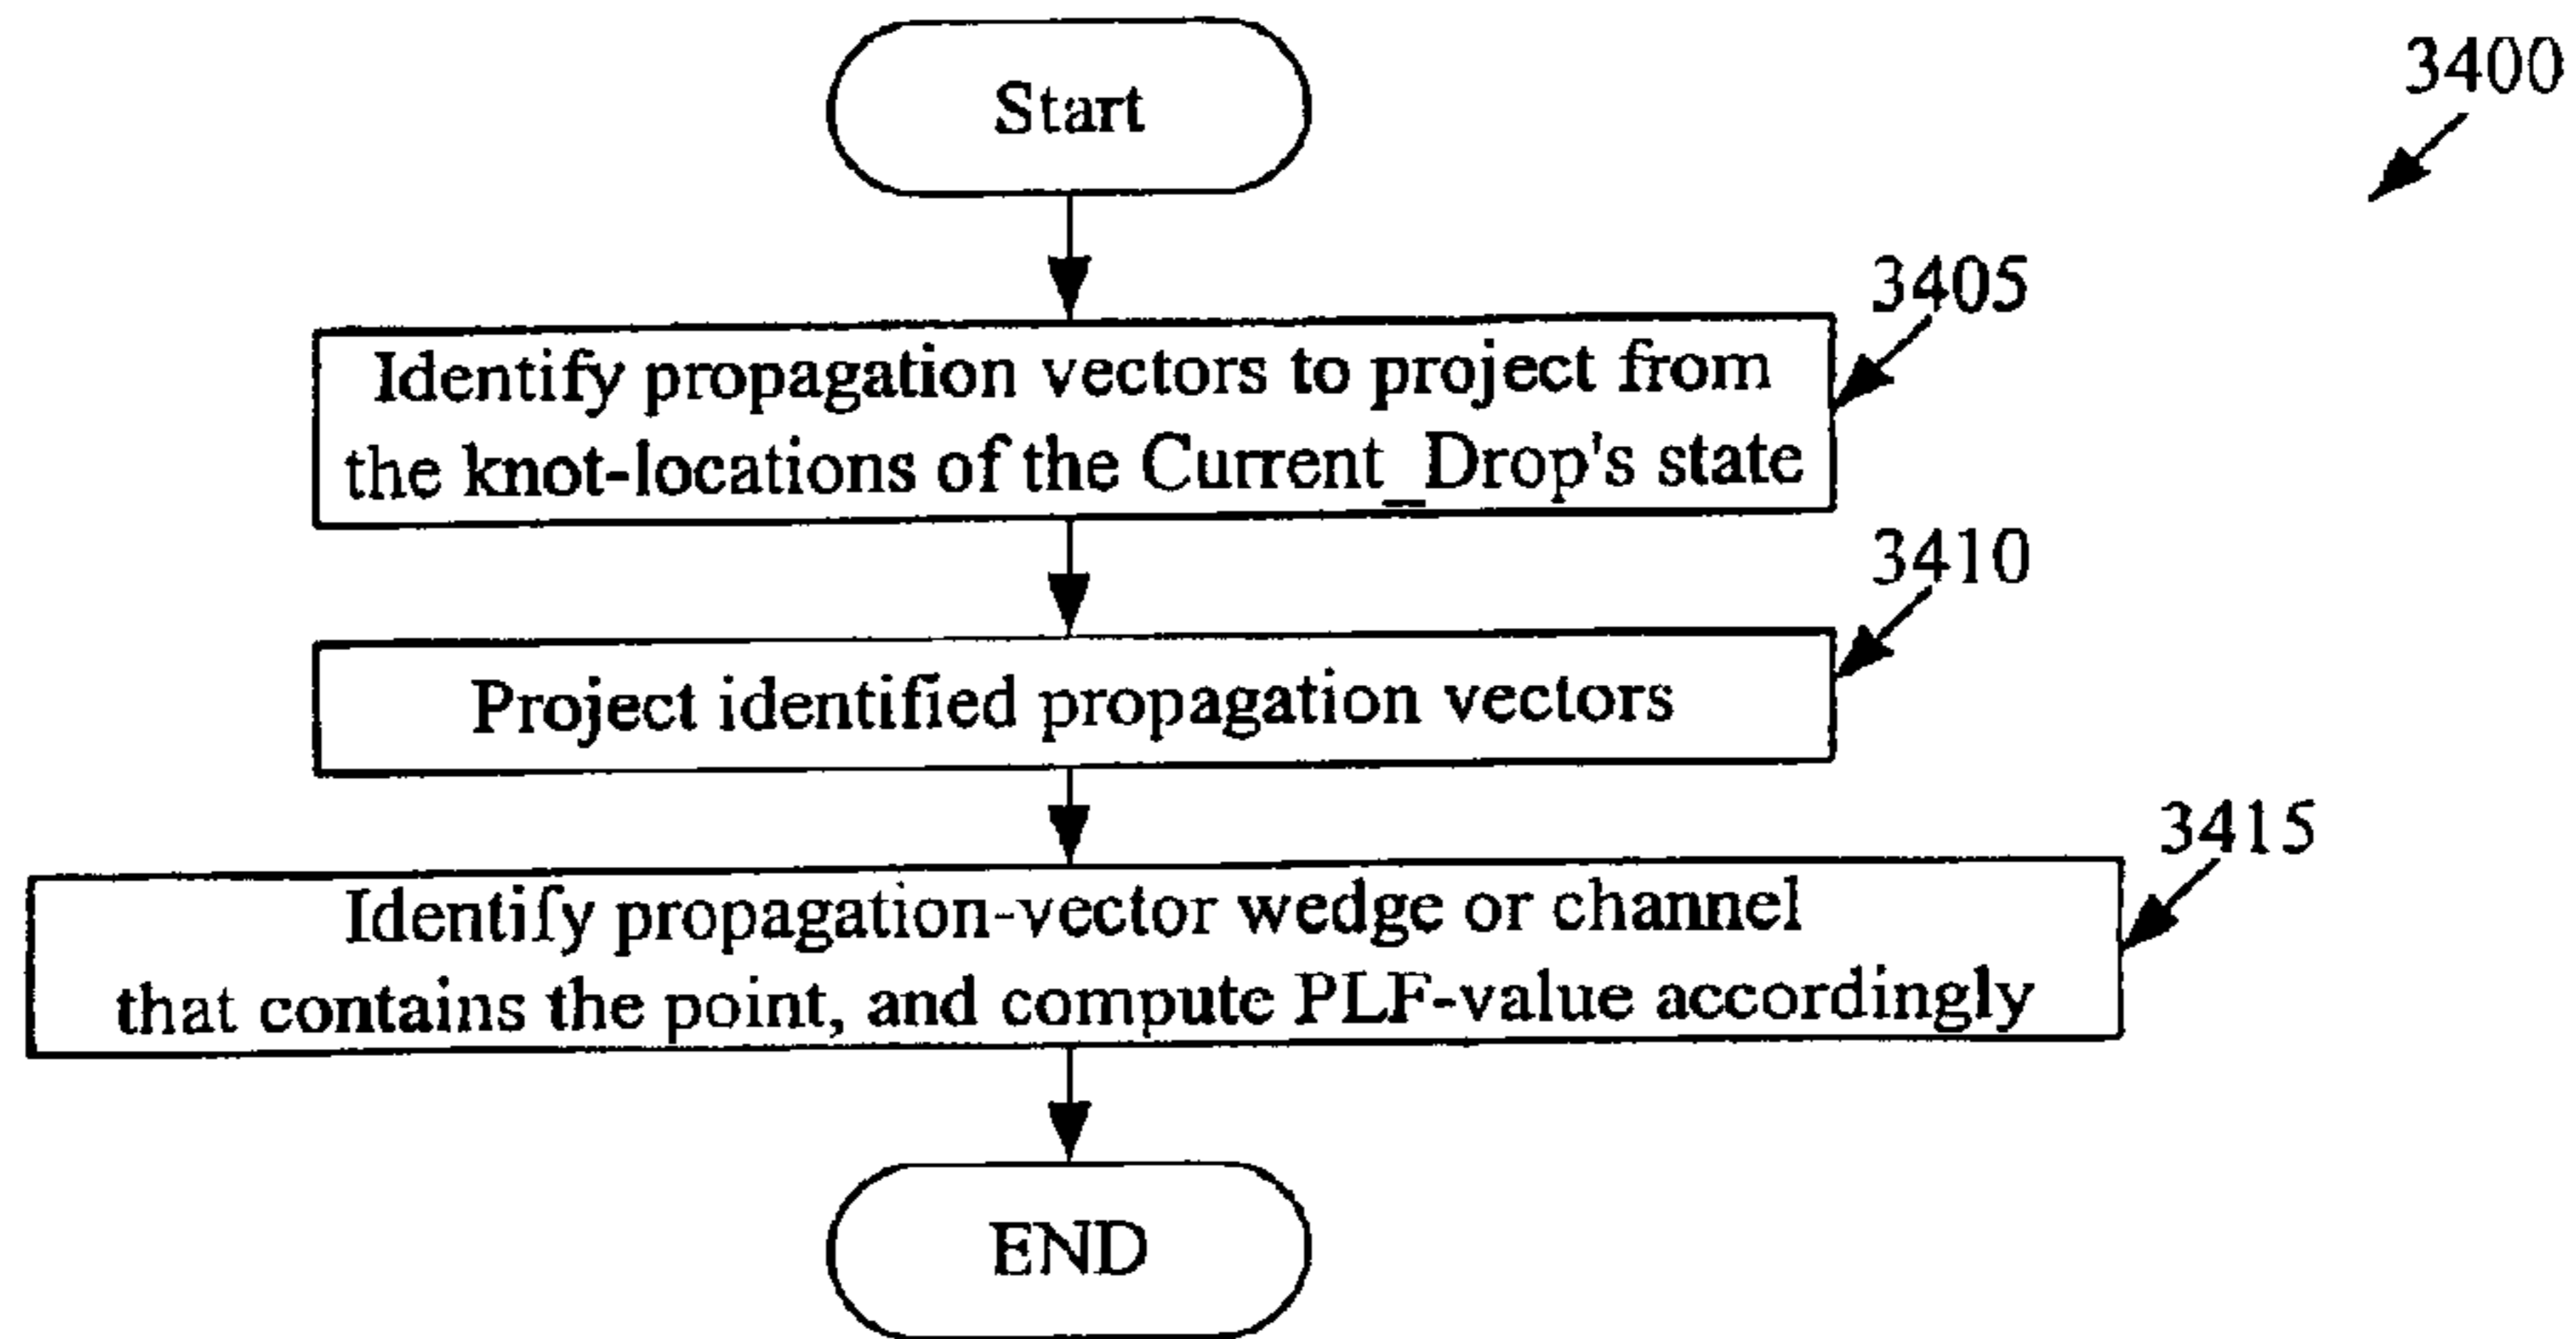 Start
3400
3405
Identify propagation vectors to project from
the knot-locations of the Current_Drop's state
3410
Project identified propagation vectors
3415
Identify propagation-vector wedge or channel
that contains the point, and compute PLF-value accordingly
END